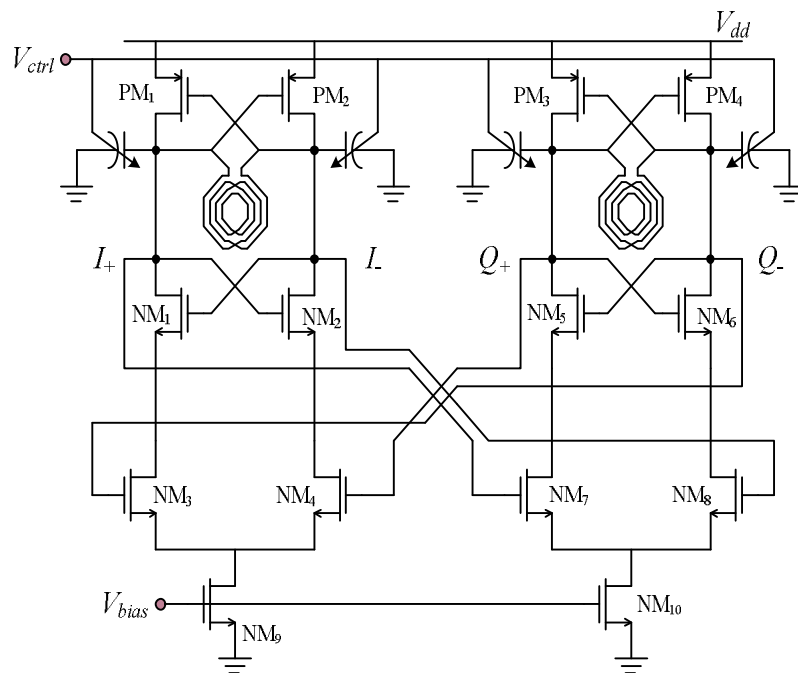 V_dd
V_ctrl
PM₁
PM₂
PM₃
PM₄
I₊
I₋
Q₊
Q₋
NM₁
NM₂
NM₅
NM₆
NM₃
NM₄
NM₇
NM₈
V_bias
NM₉
NM₁₀